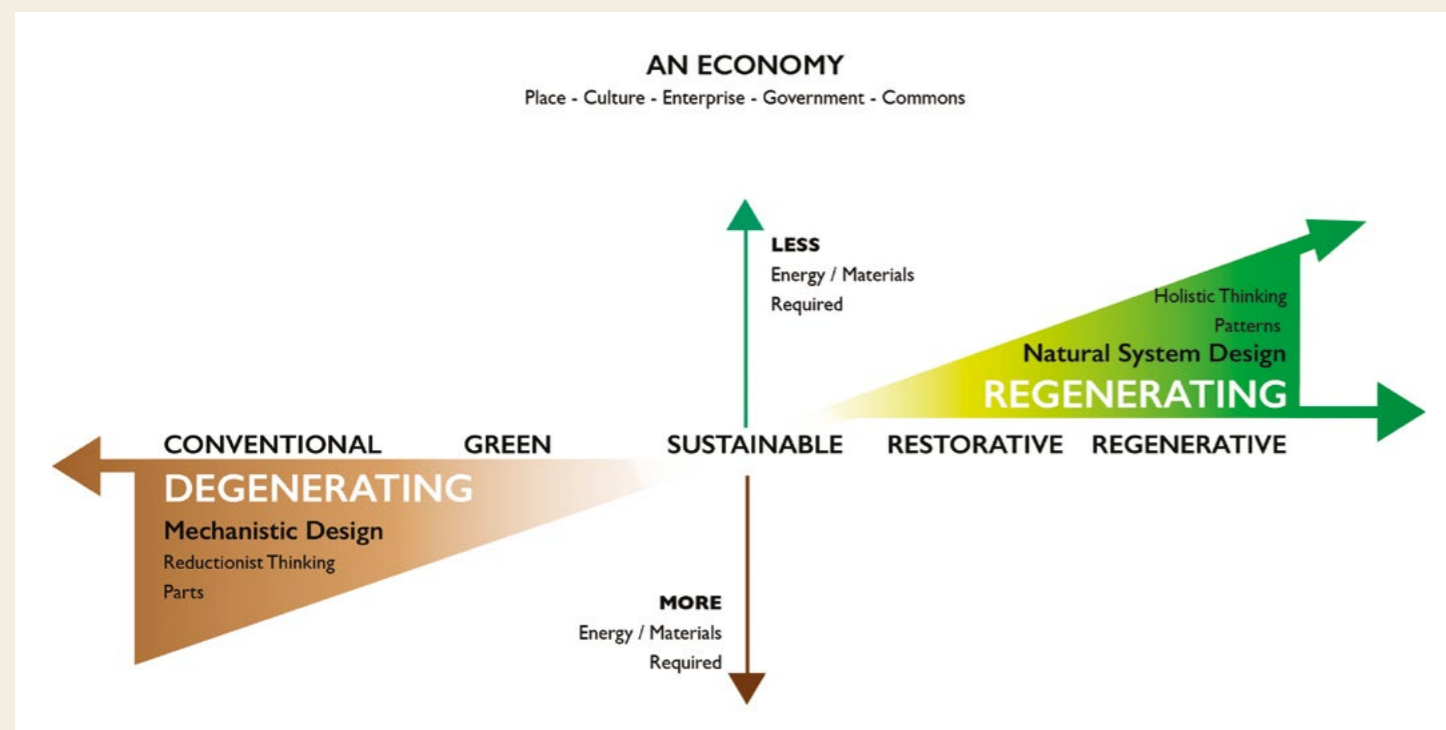 AN ECONOMY
Place - Culture - Enterprise - Government - Commons
LESS
Energy / Materials
Required
Holistic Thinking
Patterns
Natural System Design
REGENERATING
CONVENTIONAL GREEN SUSTAINABLE RESTORATIVE REGENERATIVE
DEGENERATING
Mechanistic Design
Reductionist Thinking
Parts
MORE
Energy / Materials
Required